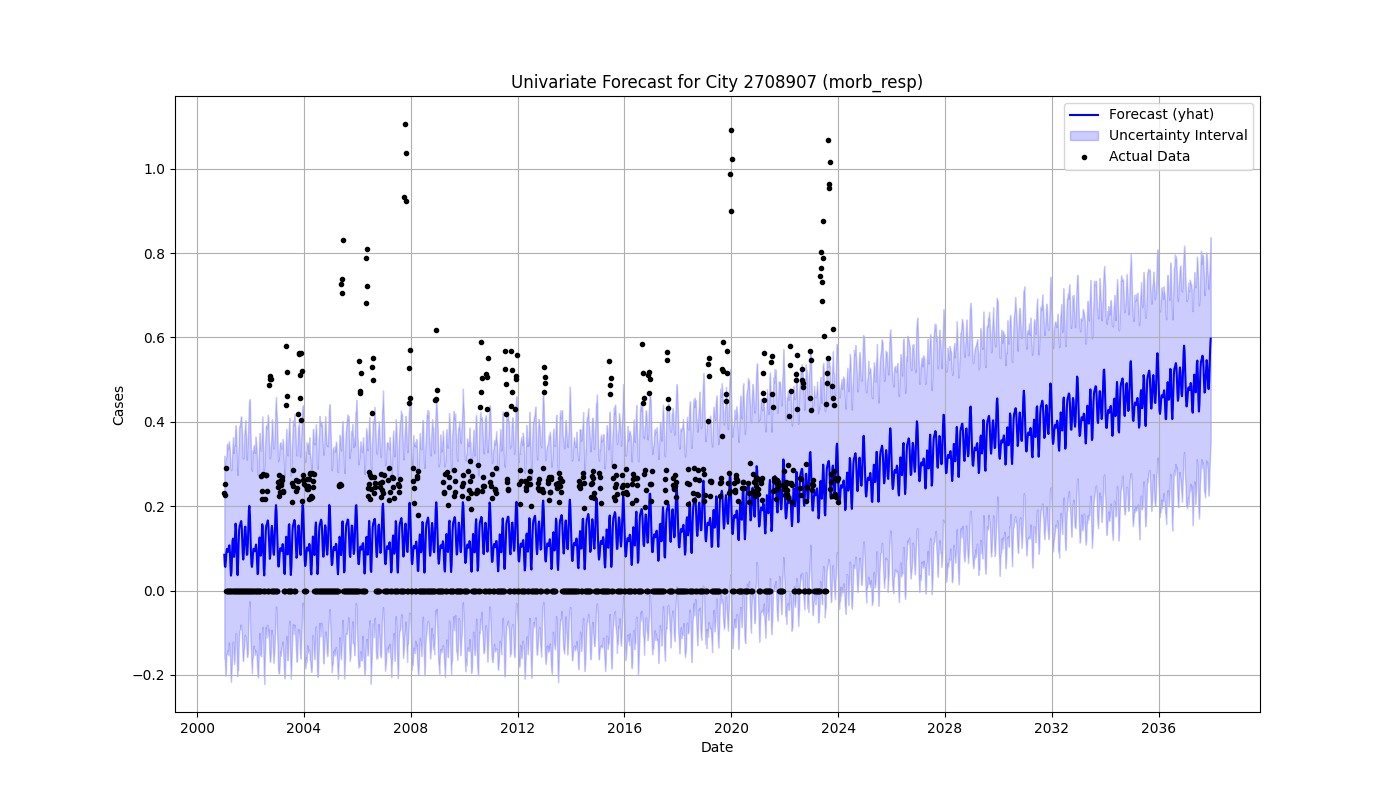 Univariate Forecast for City 2708907 (morb_resp)
Forecast (yhat)
Uncertainty Interval
Actual Data
Cases
1.0
0.8
0.6
0.4
0.2
0.0
−0.2
2000 2004 2008 2012 2016 2020 2024 2028 2032 2036
Date